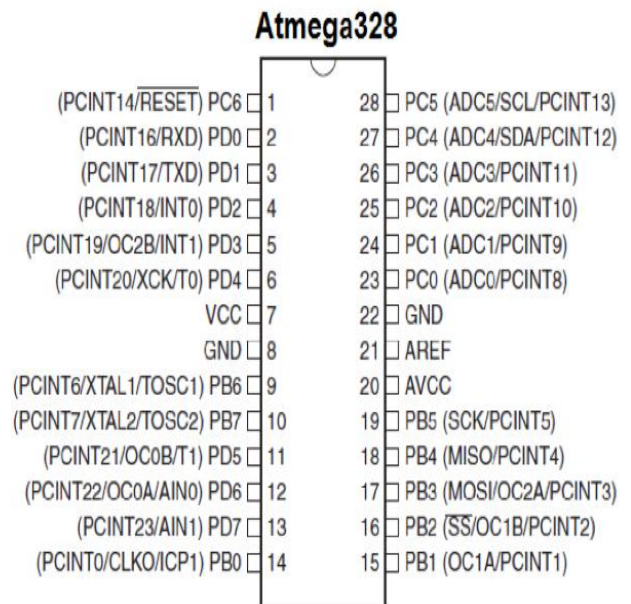 Atmega328
(PCINT14/RESET) PC6 1 28 PC5 (ADC5/SCL/PCINT13)
(PCINT16/RXD) PD0 2 27 PC4 (ADC4/SDA/PCINT12)
(PCINT17/TXD) PD1 3 26 PC3 (ADC3/PCINT11)
(PCINT18/INT0) PD2 4 25 PC2 (ADC2/PCINT10)
(PCINT19/OC2B/INT1) PD3 5 24 PC1 (ADC1/PCINT9)
(PCINT20/XCK/T0) PD4 6 23 PC0 (ADC0/PCINT8)
VCC 7 22 GND
GND 8 21 AREF
(PCINT6/XTAL1/TOSC1) PB6 9 20 AVCC
(PCINT7/XTAL2/TOSC2) PB7 10 19 PB5 (SCK/PCINT5)
(PCINT21/OC0B/T1) PD5 11 18 PB4 (MISO/PCINT4)
(PCINT22/OC0A/AIN0) PD6 12 17 PB3 (MOSI/OC2A/PCINT3)
(PCINT23/AIN1) PD7 13 16 PB2 (SS/OC1B/PCINT2)
(PCINT0/CLKO/ICP1) PB0 14 15 PB1 (OC1A/PCINT1)